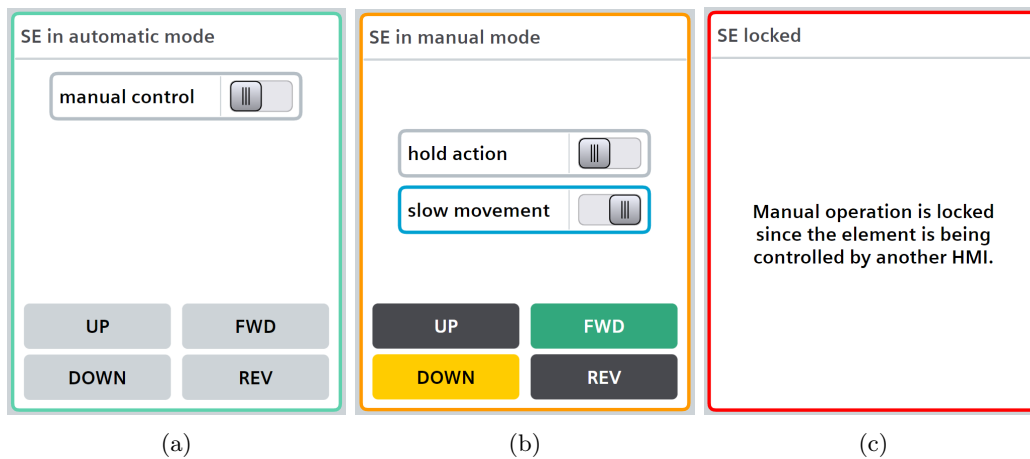 SE in automatic mode
manual control
UP
FWD
DOWN
REV
(a)
SE in manual mode
hold action
slow movement
UP
FWD
DOWN
REV
(b)
SE locked
Manual operation is locked
since the element is being
controlled by another HMI.
(c)